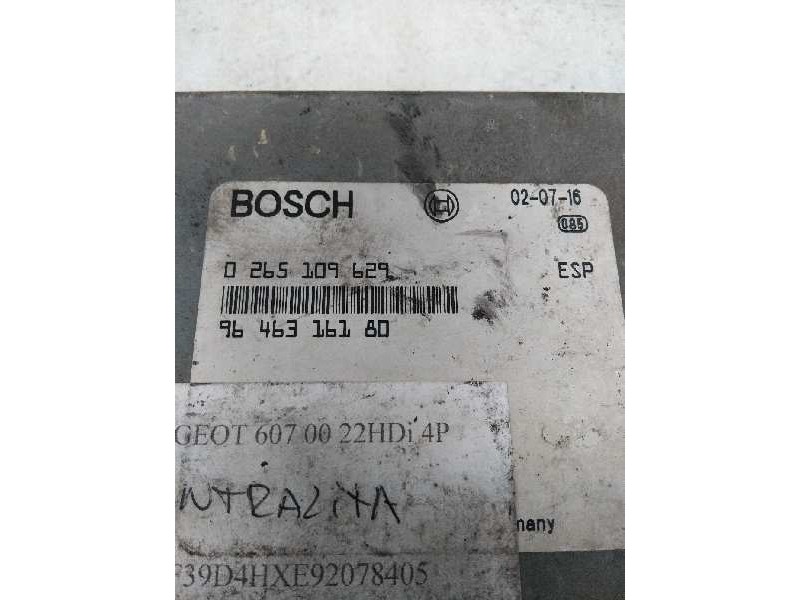 BOSCH 02-07-16
085
0 265 109 629 ESP
96 463 161 80
GEOT 607 00 22HDi 4P
NTRALITA
many
F39D4HXE92078405